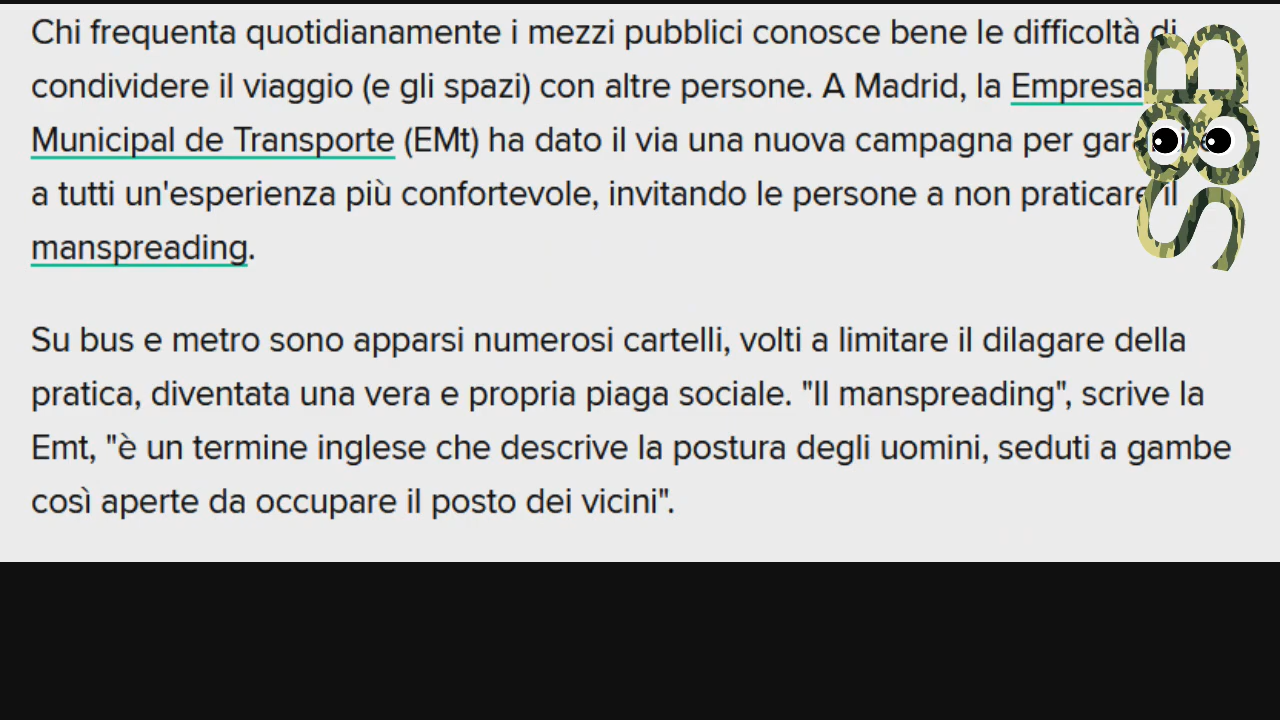 Chi frequenta quotidianamente i mezzi pubblici conosce bene le difficoltà di
condividere il viaggio (e gli spazi) con altre persone. A Madrid, la Empresa
Municipal de Transporte (EMt) ha dato il via una nuova campagna per
a tutti un'esperienza più confortevole, invitando le persone a non praticare il
manspreading.
Su bus e metro sono apparsi numerosi cartelli, volti a limitare il dilagare della
pratica, diventata una vera e propria piaga sociale. "Il manspreading", scrive la
Emt, "è un termine inglese che descrive la postura degli uomini, seduti a gambe
così aperte da occupare il posto dei vicini".